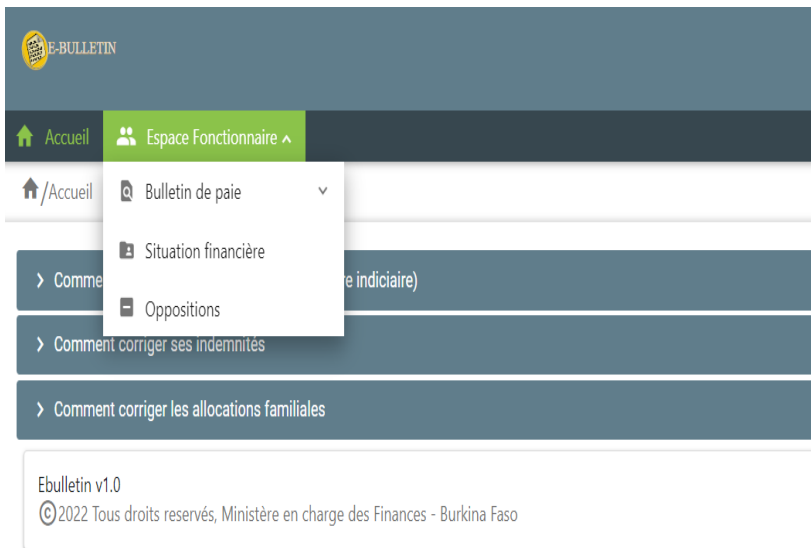 E-BULLETIN
Accueil Espace Fonctionnaire
/Accueil
Bulletin de paie
Situation financière
Oppositions
Comme e indiciaire)
Comment corriger ses indemnités
Comment corriger les allocations familiales
Ebulletin v1.0
©2022 Tous droits reservés, Ministère en charge des Finances - Burkina Faso